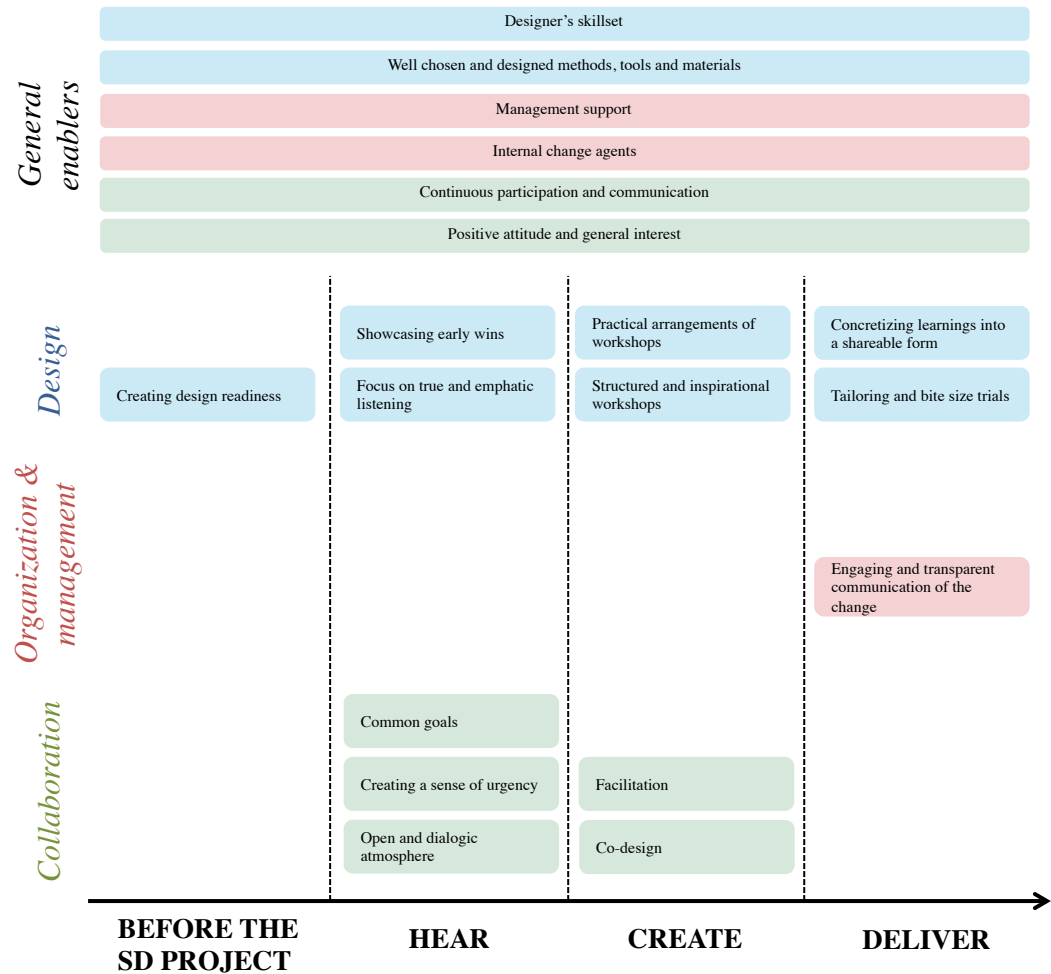 General
enablers
Designer’s skillset
Well chosen and designed methods, tools and materials
Management support
Internal change agents
Continuous participation and communication
Positive attitude and general interest
Design
Creating design readiness
Showcasing early wins
Focus on true and emphatic
listening
Practical arrangements of
workshops
Structured and inspirational
workshops
Concretizing learnings into
a shareable form
Tailoring and bite size trials
Organization &
management
Engaging and transparent
communication of the
change
Collaboration
Common goals
Creating a sense of urgency
Open and dialogic
atmosphere
Facilitation
Co-design
BEFORE THE
SD PROJECT
HEAR
CREATE
DELIVER